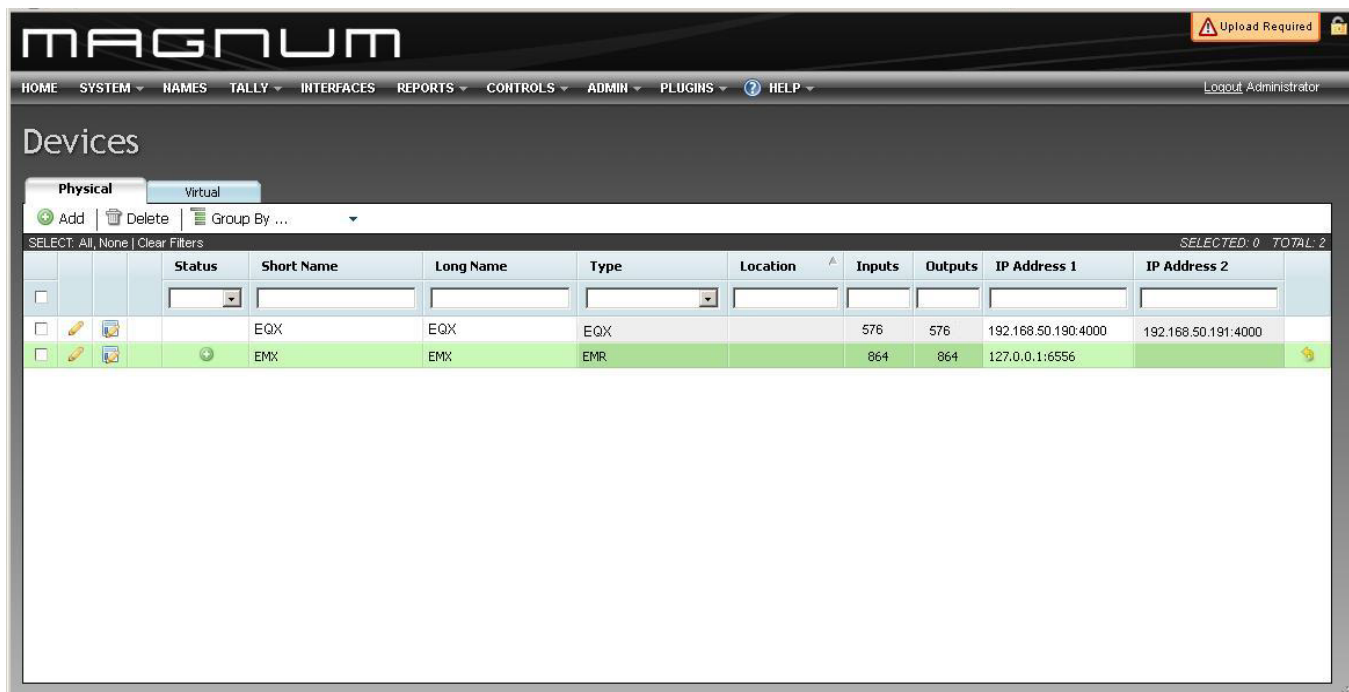 MAGNUM
Upload Required
HOME SYSTEM NAMES TALLY INTERFACES REPORTS CONTROLS ADMIN PLUGINS ? HELP
Logout Administrator
Devices
Physical Virtual
Add | Delete | Group By ...
SELECT: All, None | Clear Filters SELECTED: 0 TOTAL: 2
Status Short Name Long Name Type Location Inputs Outputs IP Address 1 IP Address 2
EQX EQX EQX 576 576 192.168.50.190:4000 192.168.50.191:4000
EMX EMX EMR 864 864 127.0.0.1:6556